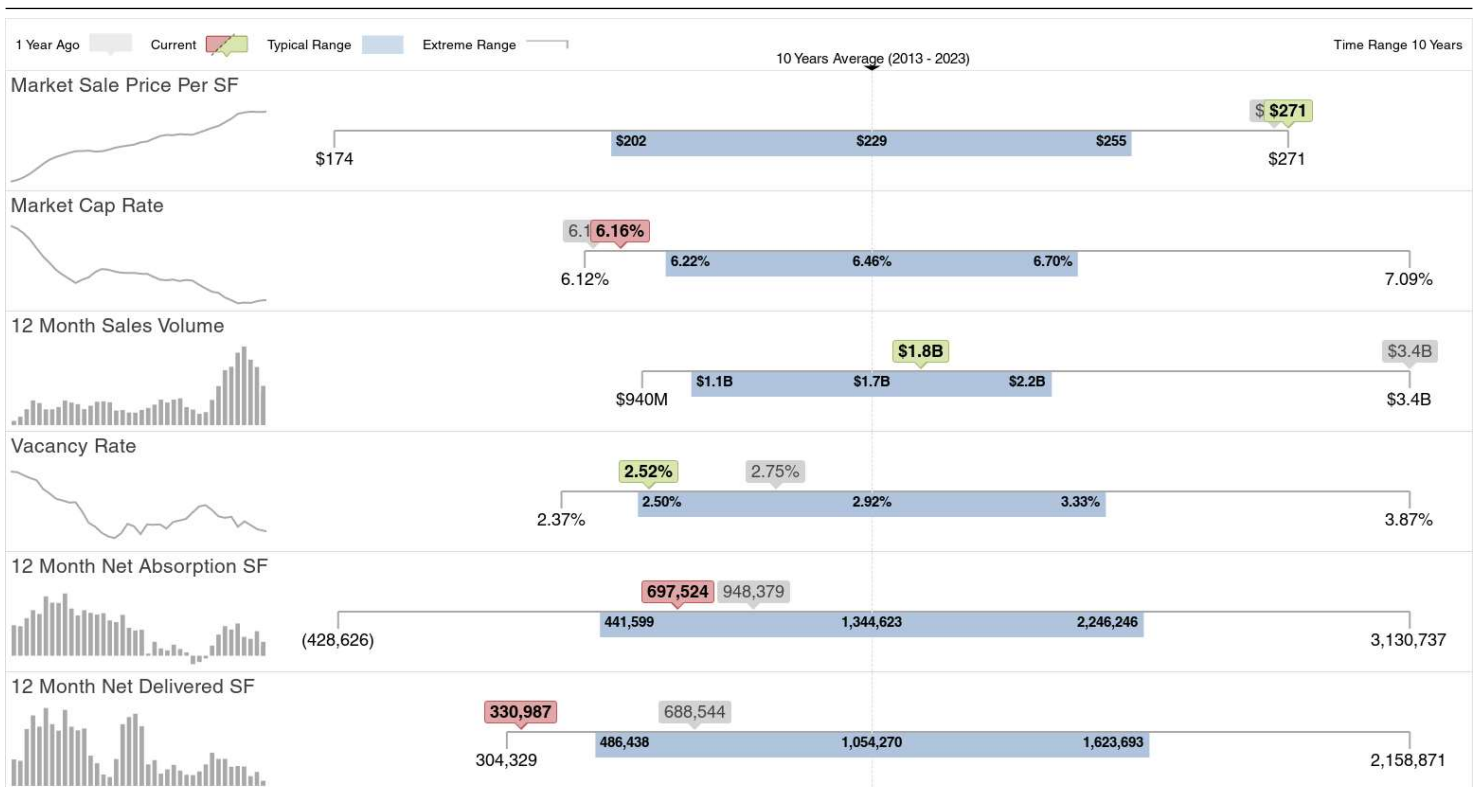 1 Year Ago Current Typical Range Extreme Range Time Range 10 Years
10 Years Average (2013 - 2023)
Market Sale Price Per SF
$ $271
$202 $229 $255
$174 $271
Market Cap Rate
6.1 6.16%
6.22% 6.46% 6.70%
6.12% 7.09%
12 Month Sales Volume
$1.8B $3.4B
$1.1B $1.7B $2.2B
$940M $3.4B
Vacancy Rate
2.52% 2.75%
2.50% 2.92% 3.33%
2.37% 3.87%
12 Month Net Absorption SF
697,524 948,379
441,599 1,344,623 2,246,246
(428,626) 3,130,737
12 Month Net Delivered SF
330,987 688,544
486,438 1,054,270 1,623,693
304,329 2,158,871